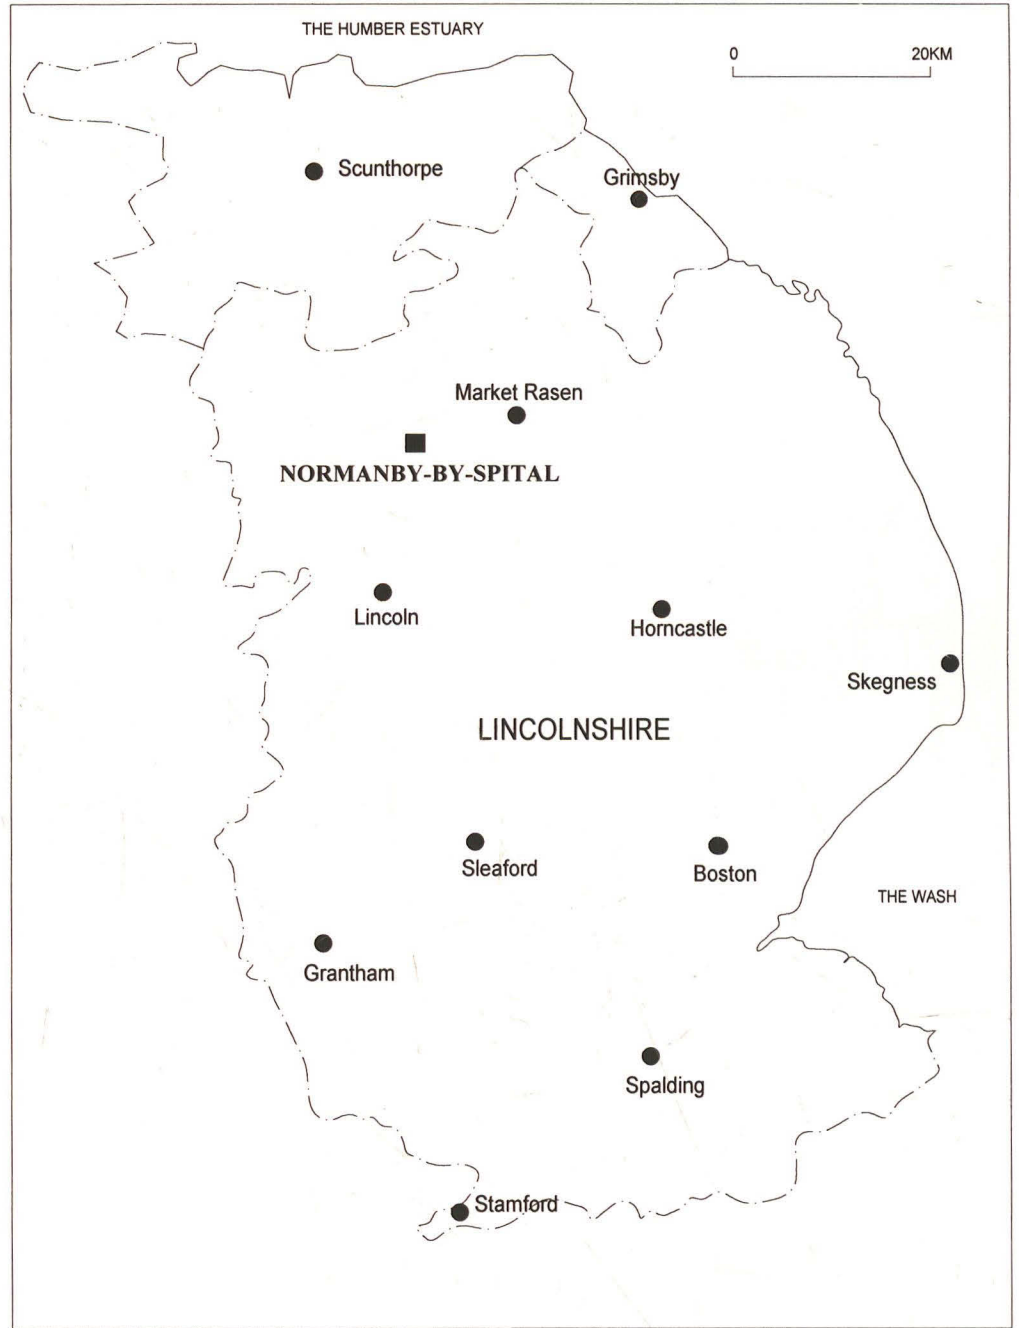 THE HUMBER ESTUARY
0 20KM
Scunthorpe
Grimsby
Market Rasen
NORMANBY-BY-SPITAL
Lincoln
Horncastle
Skegness
LINCOLNSHIRE
Sleaford
Boston
THE WASH
Grantham
Spalding
Stamford